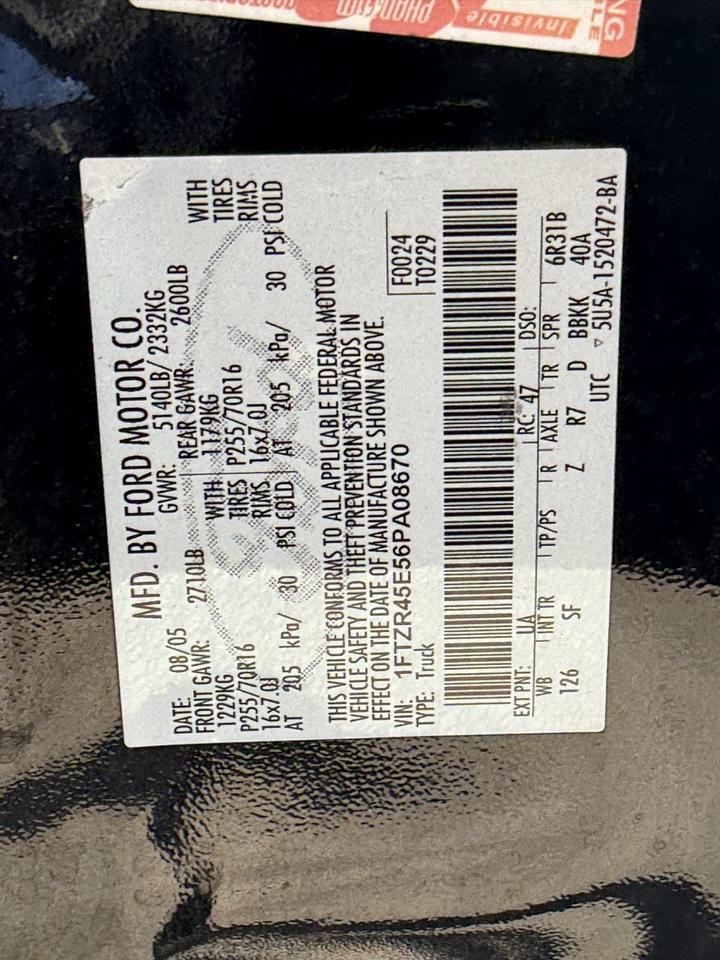 NG
TLE
Invisible
PHANTOM
MFD. BY FORD MOTOR CO.
DATE: 08/05 GVWR: 5140LB/ 2332KG
FRONT GAWR: 2710LB REAR GAWR: 2600LB
1229KG WITH 1179KG WITH
P255/70R16 TIRES P255/70R16 TIRES
16x7.0J RIMS 16x7.0J RIMS
AT 205 kPa/ 30 PSI COLD AT 205 kPa/ 30 PSI COLD
THIS VEHICLE CONFORMS TO ALL APPLICABLE FEDERAL MOTOR
VEHICLE SAFETY AND THEFT PREVENTION STANDARDS IN
EFFECT ON THE DATE OF MANUFACTURE SHOWN ABOVE.
VIN: 1FTZR45E56PA08670 F0024
TYPE: Truck T0229
EXT PNT: UA RC: 47 DSO:
WB INT TR TP/PS R AXLE TR SPR 6R31B
126 SF Z R7 D BBKK 40A
UTC ▽ 5U5A-1520472-BA